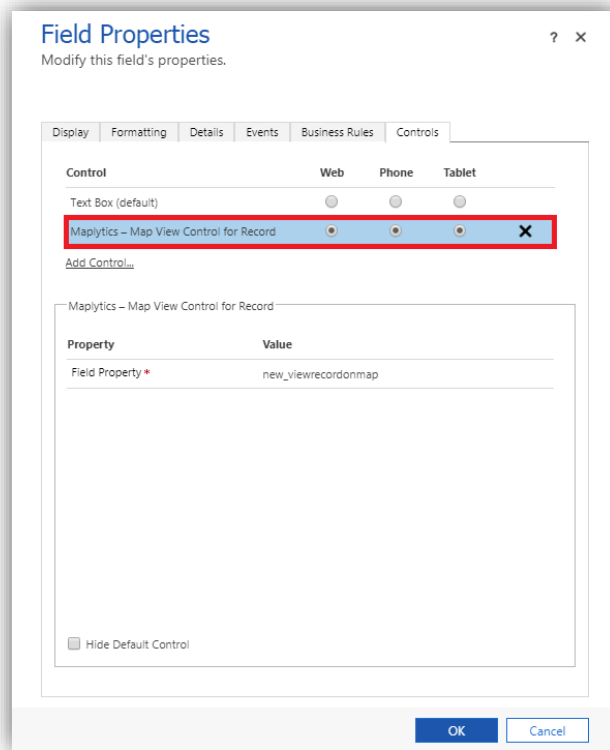 Field Properties ? ×
Modify this field's properties.
Display Formatting Details Events Business Rules Controls
Control Web Phone Tablet
Text Box (default)
Maplytics – Map View Control for Record X
Add Control...
Maplytics – Map View Control for Record
Property Value
Field Property * new_viewrecordonmap
Hide Default Control
OK Cancel